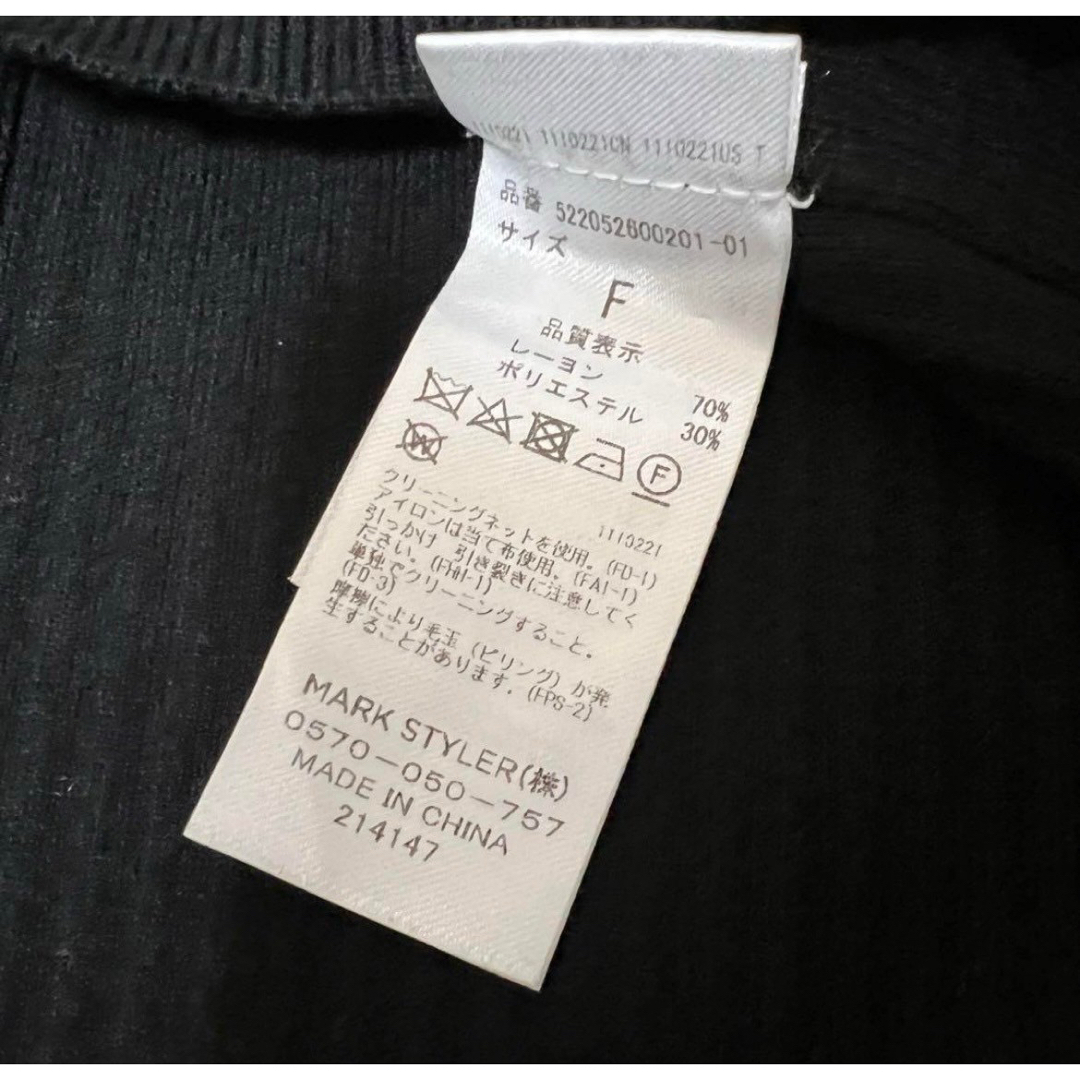 1110221 1110221CN 1110221US T
品番 522052600201-01
サイズ
F
品質表示
レーヨン 70%
ポリエステル 30%
F
W
1110221
クリーニングネットを使用。(FD-1)
アイロンは当て布使用。(FA1-1)
引っかけ 引き裂きに注意してく
ださい。(FH1-1)
単独でクリーニングすること。
(FD-3)
摩擦により毛玉(ピリング)が発
生することがあります。(FPS-2)
MARK STYLER(株)
0570-050-757
MADE IN CHINA
214147